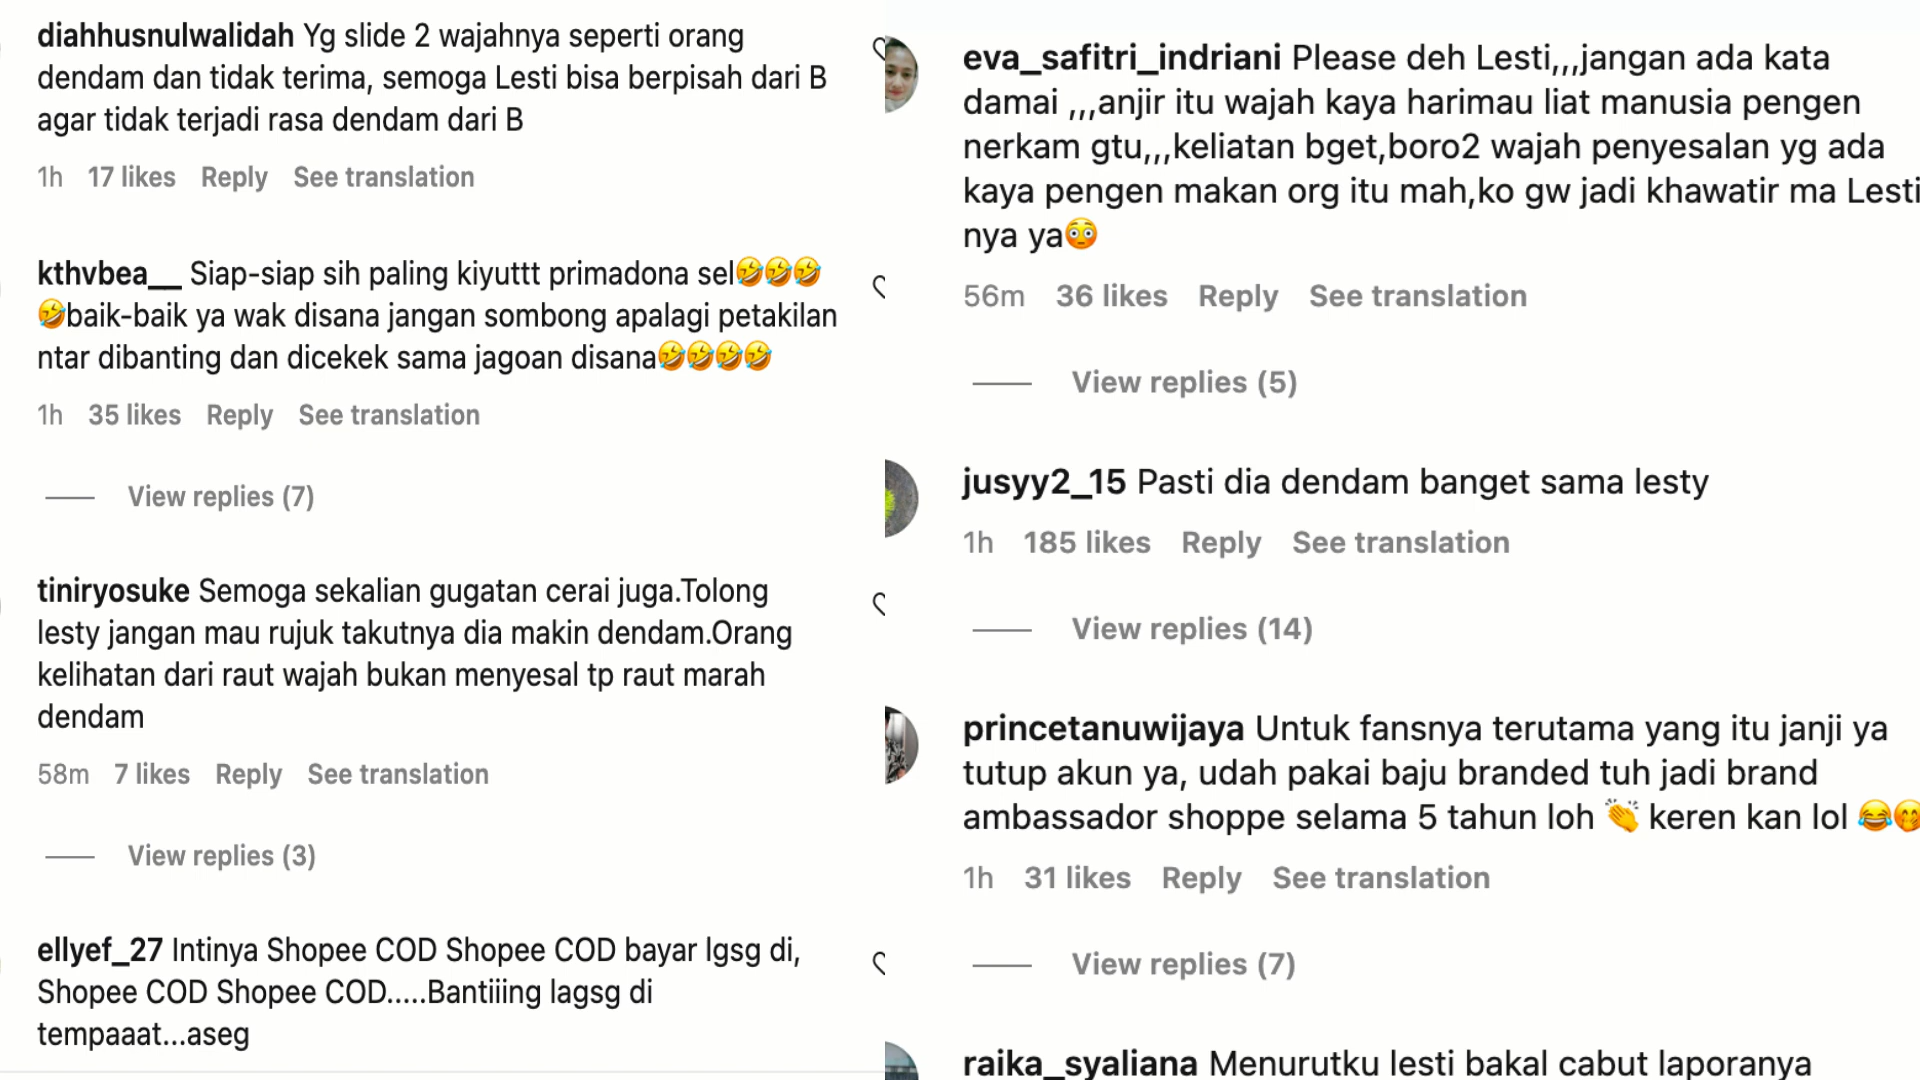 diahhusnulwalidah Yg slide 2 wajahnya seperti orang
dendam dan tidak terima, semoga Lesti bisa berpisah dari B
agar tidak terjadi rasa dendam dari B
1h 17 likes Reply See translation
kthvbea__ Siap-siap sih paling kiyuttt primadona sel🤣🤣🤣
🤣baik-baik ya wak disana jangan sombong apalagi petakilan
ntar dibanting dan dicekek sama jagoan disana🤣🤣🤣🤣
1h 35 likes Reply See translation
View replies (7)
tiniryosuke Semoga sekalian gugatan cerai juga.Tolong
lesty jangan mau rujuk takutnya dia makin dendam.Orang
kelihatan dari raut wajah bukan menyesal tp raut marah
dendam
58m 7 likes Reply See translation
View replies (3)
ellyef_27 Intinya Shopee COD Shopee COD bayar lgsg di,
Shopee COD Shopee COD.....Bantiiing lagsg di
tempaaat...aseg
eva_safitri_indriani Please deh Lesti,,,jangan ada kata
damai ,,,anjir itu wajah kaya harimau liat manusia pengen
nerkam gtu,,,keliatan bget,boro2 wajah penyesalan yg ada
kaya pengen makan org itu mah,ko gw jadi khawatir ma Lesti
nya ya😳
56m 36 likes Reply See translation
View replies (5)
jusyy2_15 Pasti dia dendam banget sama lesty
1h 185 likes Reply See translation
View replies (14)
princetanuwijaya Untuk fansnya terutama yang itu janji ya
tutup akun ya, udah pakai baju branded tuh jadi brand
ambassador shoppe selama 5 tahun loh 👏 keren kan lol 😂🤭
1h 31 likes Reply See translation
View replies (7)
raika_syaliana Menurutku lesti bakal cabut laporanya